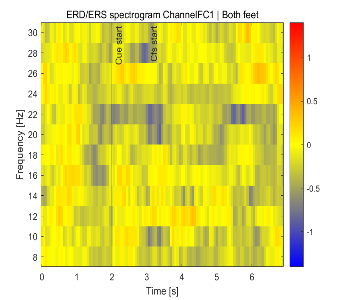 ERD/ERS spectrogram ChannelFC1 | Both feet
Frequency [Hz]
30
28
26
24
22
20
18
16
14
12
10
8
Cue start
Cfs start
1
0.5
0
-0.5
-1
0 1 2 3 4 5 6
Time [s]